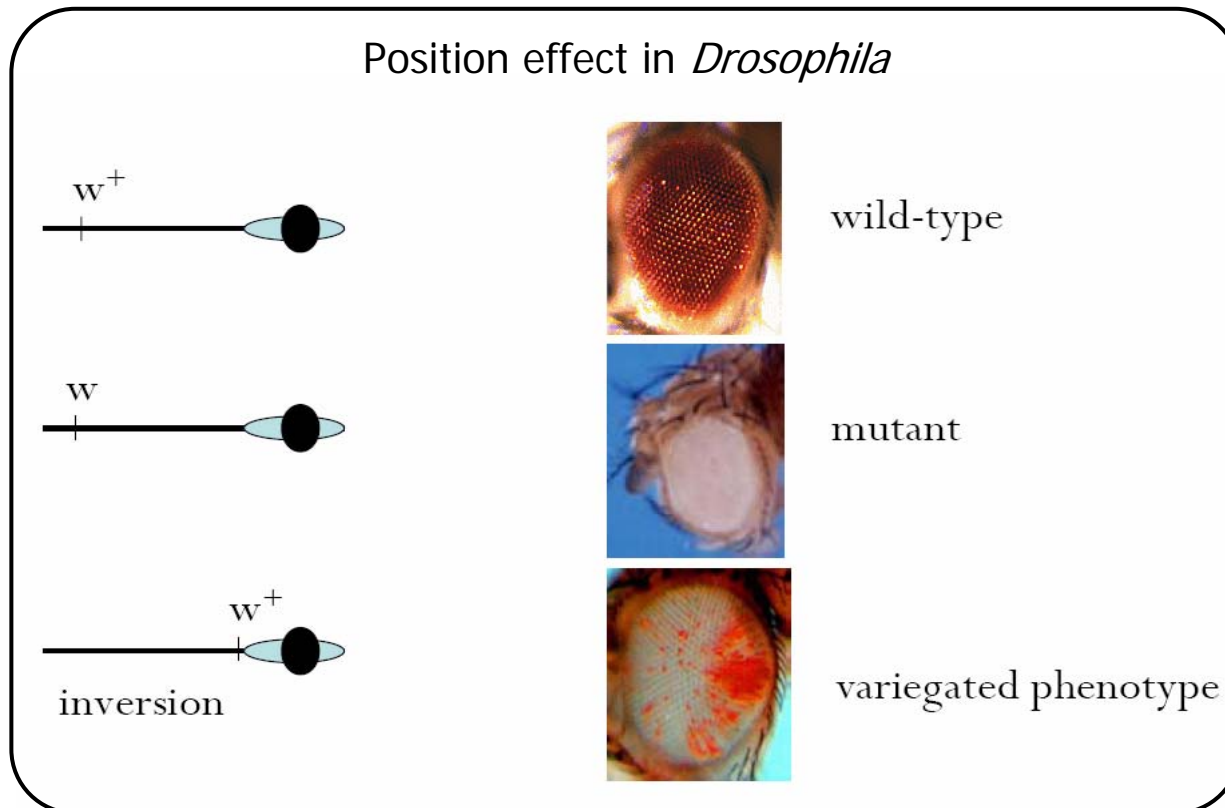 Position effect in Drosophila
w⁺
wild-type
w
mutant
w⁺
inversion
variegated phenotype